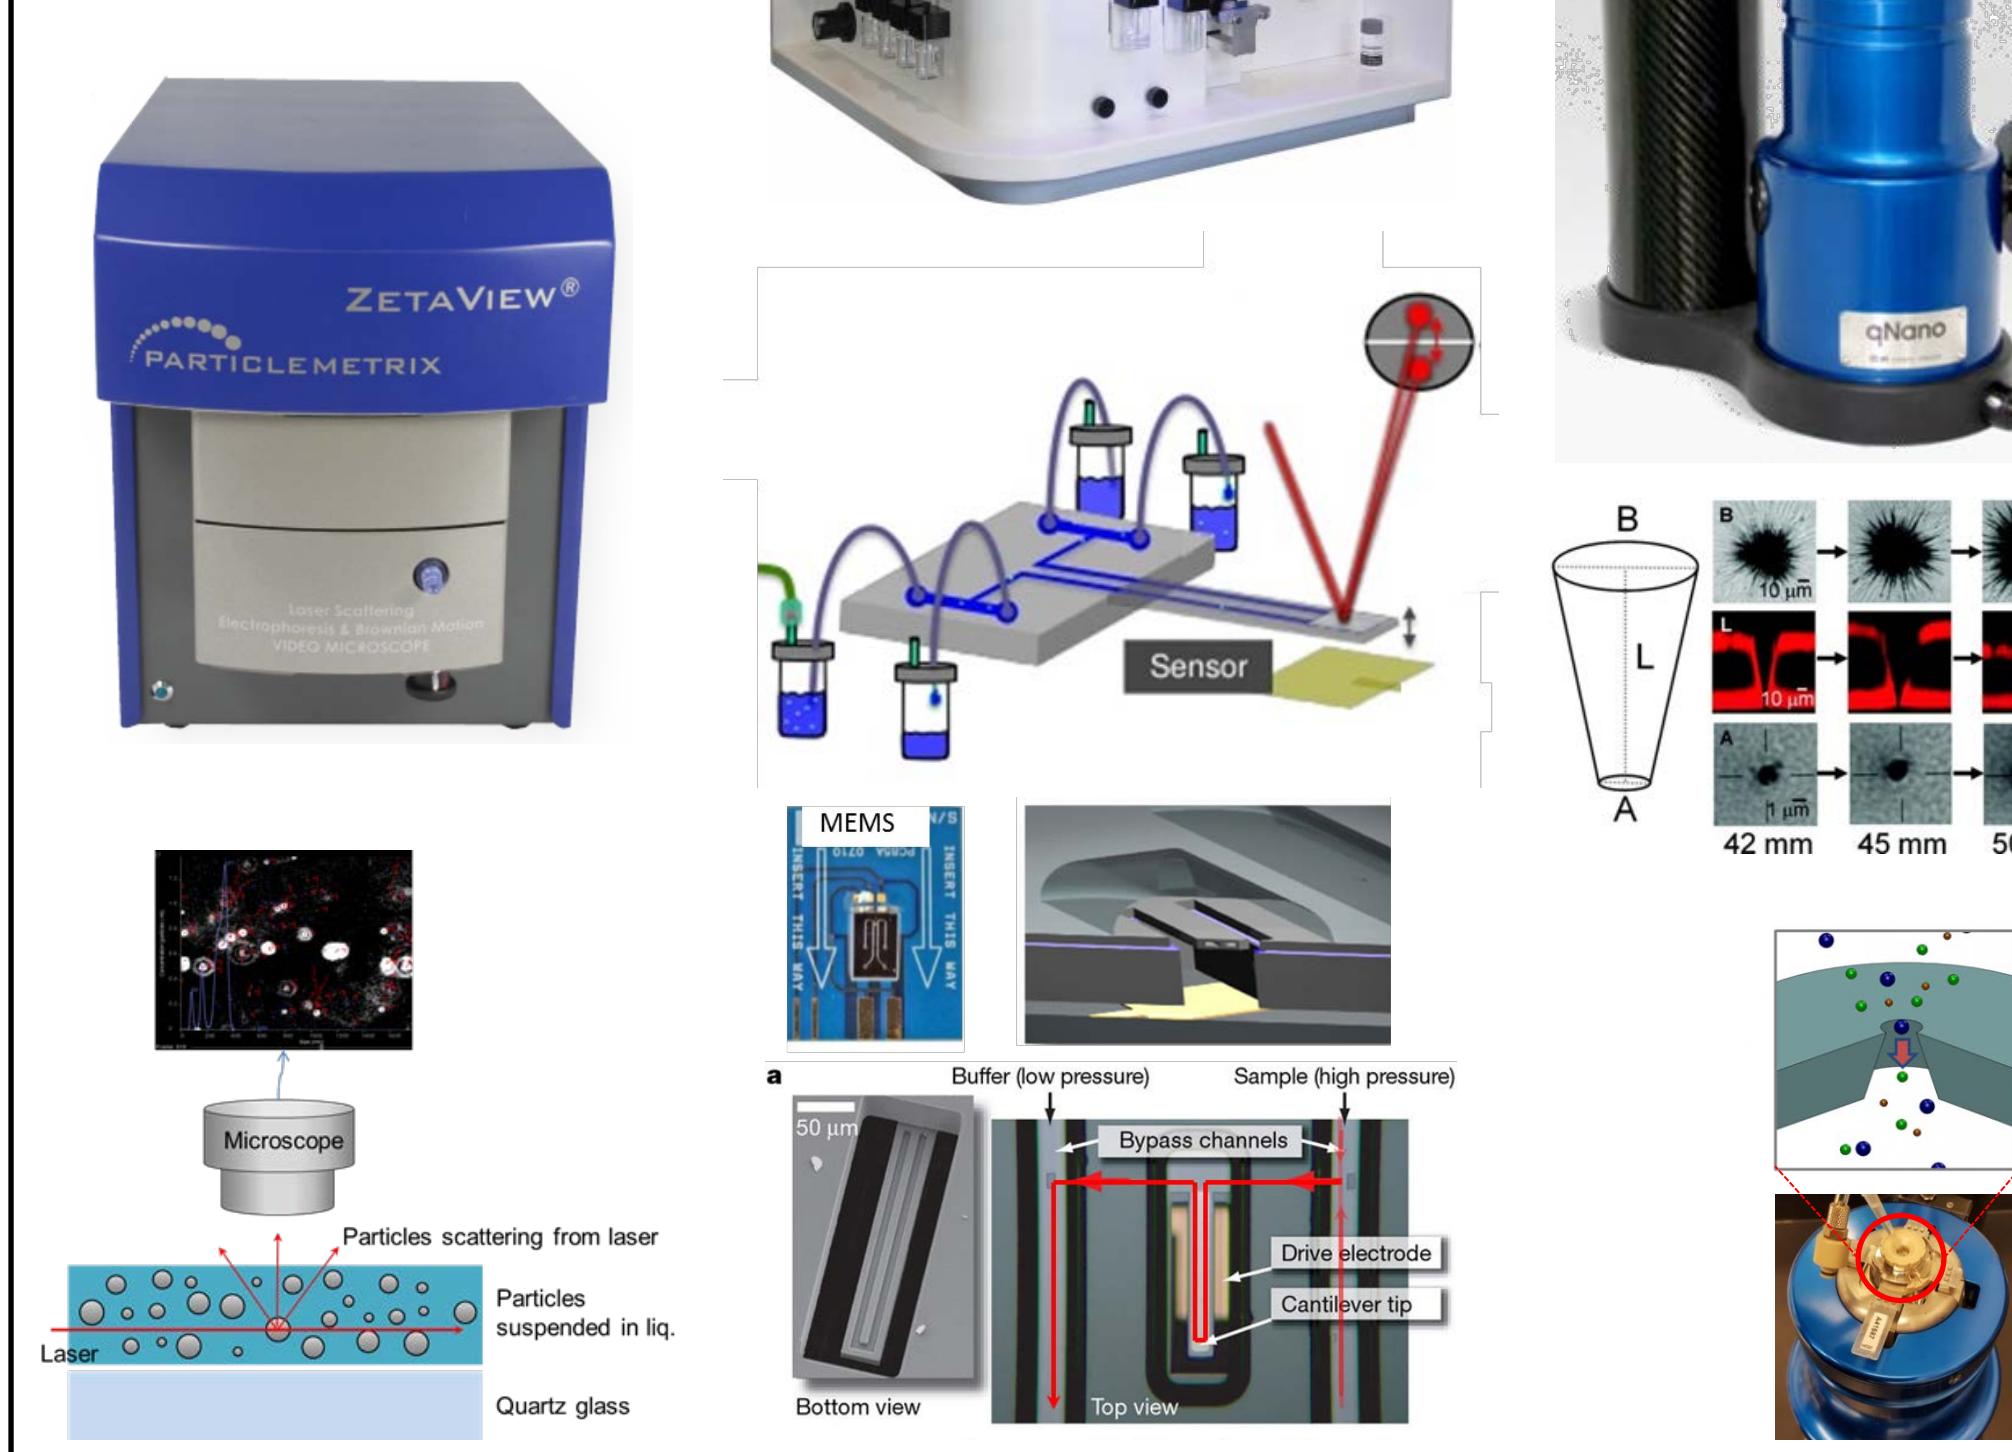 ZETAVIEW®
PARTICLEMETRIX
Laser Scattering
Electrophoresis & Brownian Motion
VIDEO MICROSCOPE
Microscope
Particles scattering from laser
Particles
suspended in liq.
Laser
Quartz glass
Sensor
MEMS
S/N
PC85A 0710
INSERT THIS WAY
INSERT THIS WAY
a
Buffer (low pressure)
Sample (high pressure)
50 μm
Bypass channels
Drive electrode
Cantilever tip
Bottom view
Top view
qNano
B
L
A
B
10 μm
L
10 μm
A
1 μm
42 mm
45 mm